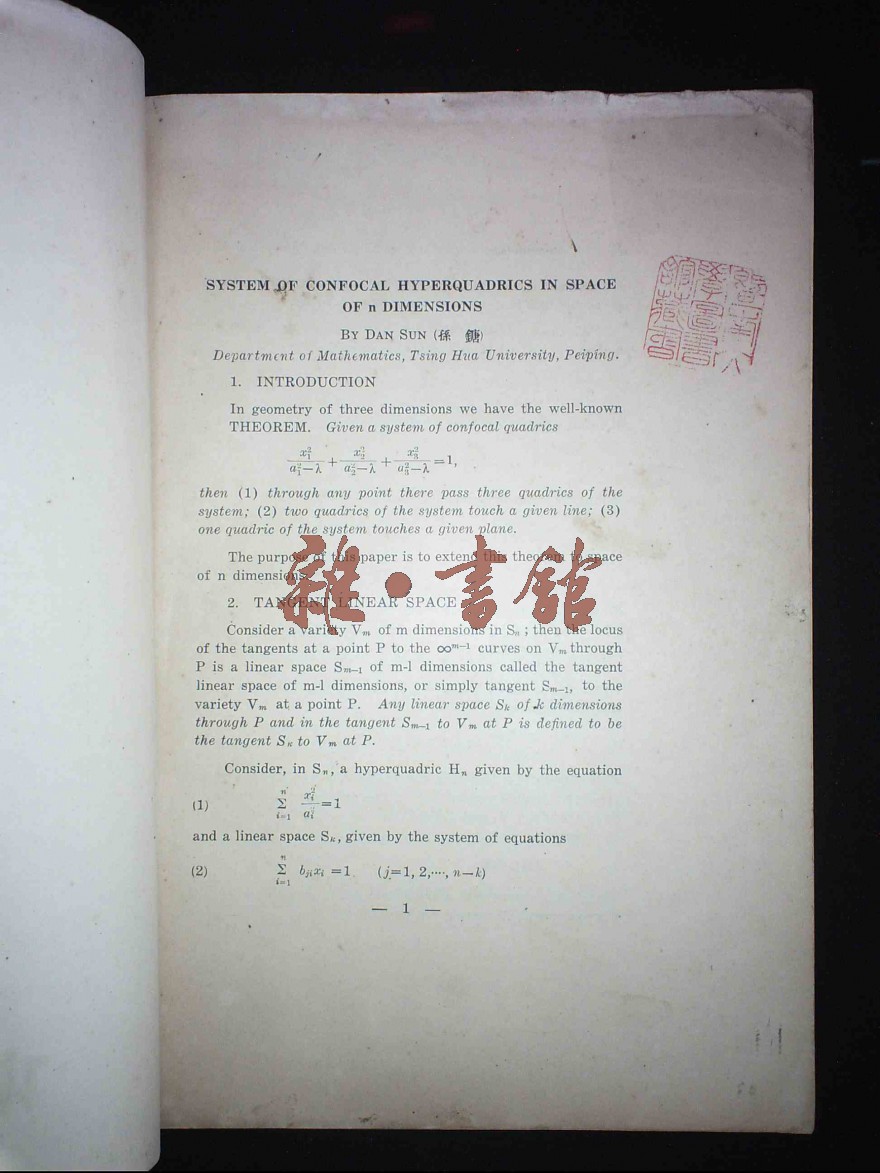 SYSTEM OF CONFOCAL HYPERQUADRICS IN SPACE
OF n DIMENSIONS
BY DAN SUN (孫 鎕)
Department of Mathematics, Tsing Hua University, Peiping.
1. INTRODUCTION
In geometry of three dimensions we have the well-known
THEOREM. Given a system of confocal quadrics
x₁²/(a₁²—λ) + x₂²/(a₂²—λ) + x₃²/(a₃²—λ) = 1,
then (1) through any point there pass three quadrics of the
system; (2) two quadrics of the system touch a given line; (3)
one quadric of the system touches a given plane.
The purpose of this paper is to extend this theorem to space
of n dimensions.
雜·書館
2. TANGENT LINEAR SPACE
Consider a variety Vₘ of m dimensions in Sₙ; then the locus
of the tangents at a point P to the ∞ᵐ⁻¹ curves on Vₘ through
P is a linear space Sₘ₋₁ of m-l dimensions called the tangent
linear space of m-l dimensions, or simply tangent Sₘ₋₁, to the
variety Vₘ at a point P. Any linear space Sₖ of k dimensions
through P and in the tangent Sₘ₋₁ to Vₘ at P is defined to be
the tangent Sₖ to Vₘ at P.
Consider, in Sₙ, a hyperquadric Hₙ given by the equation
(1) Σᵢ₌₁ⁿ xᵢ²/aᵢ² = 1
and a linear space Sₖ, given by the system of equations
(2) Σᵢ₌₁ⁿ bⱼᵢxᵢ = 1 (j=1, 2,····, n—k)
— 1 —